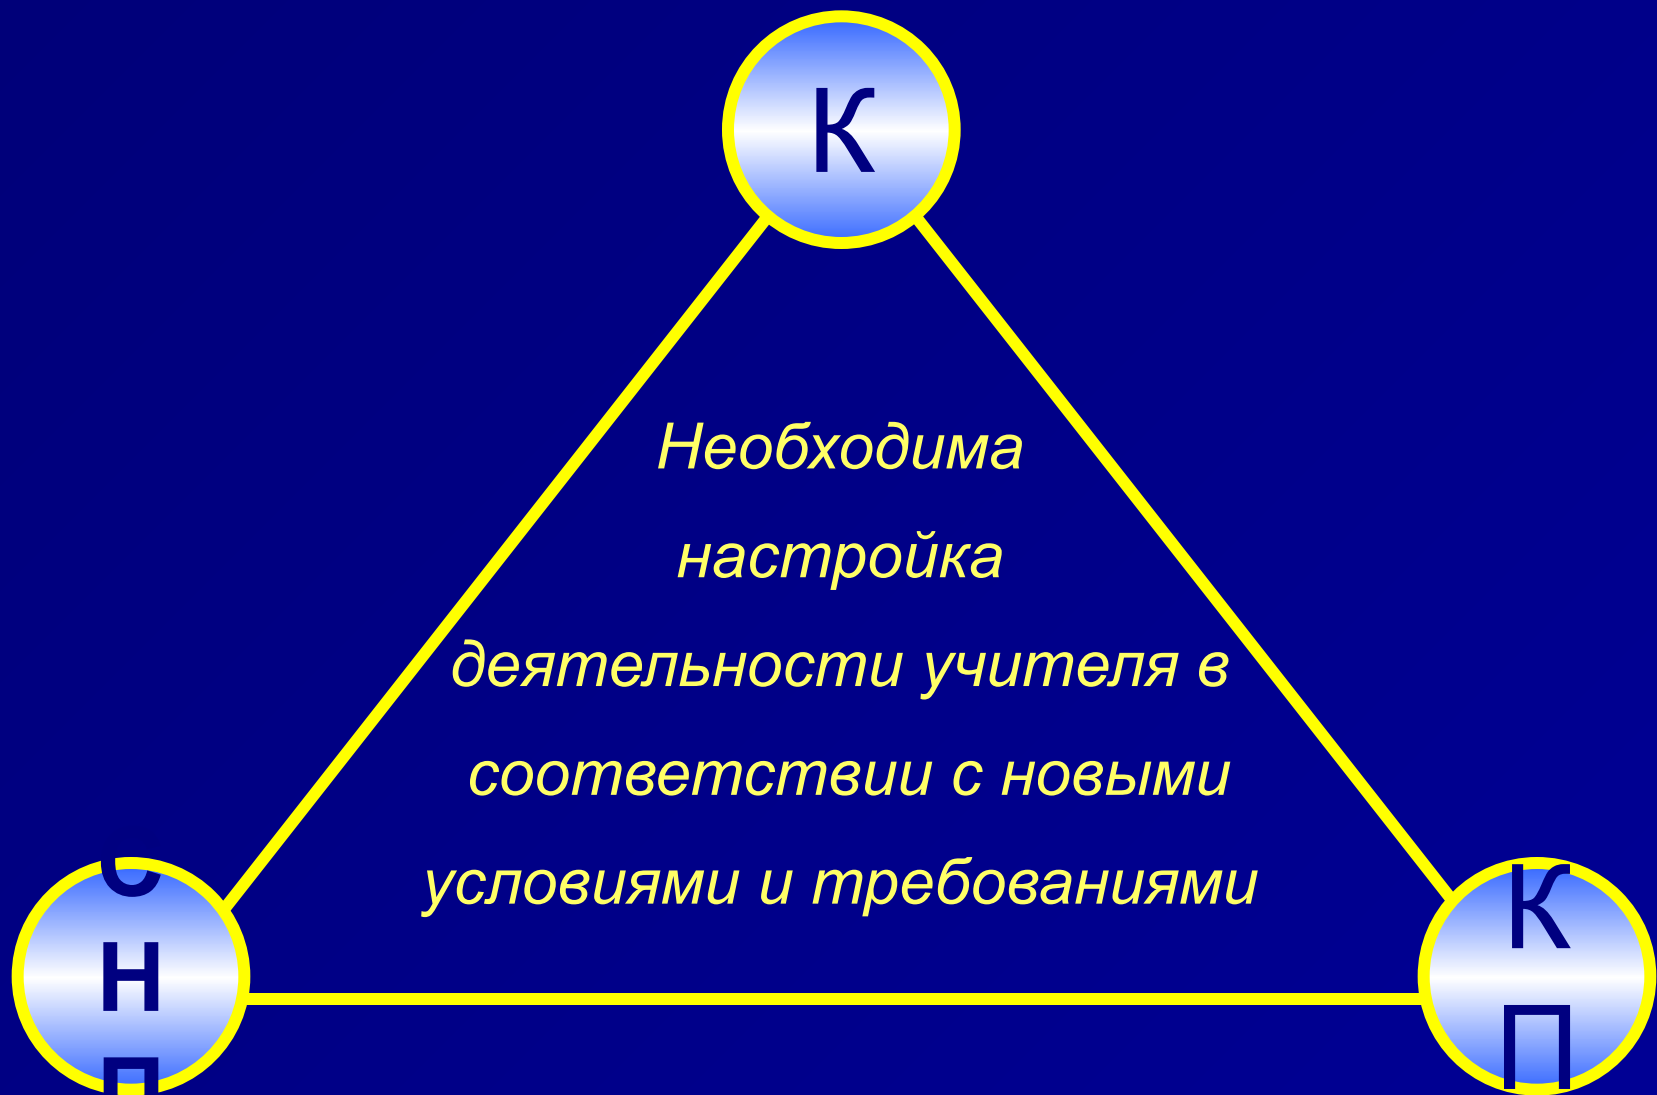 К
Необходима
настройка
деятельности учителя в
соответствии с новыми
условиями и требованиями
Н
К
П